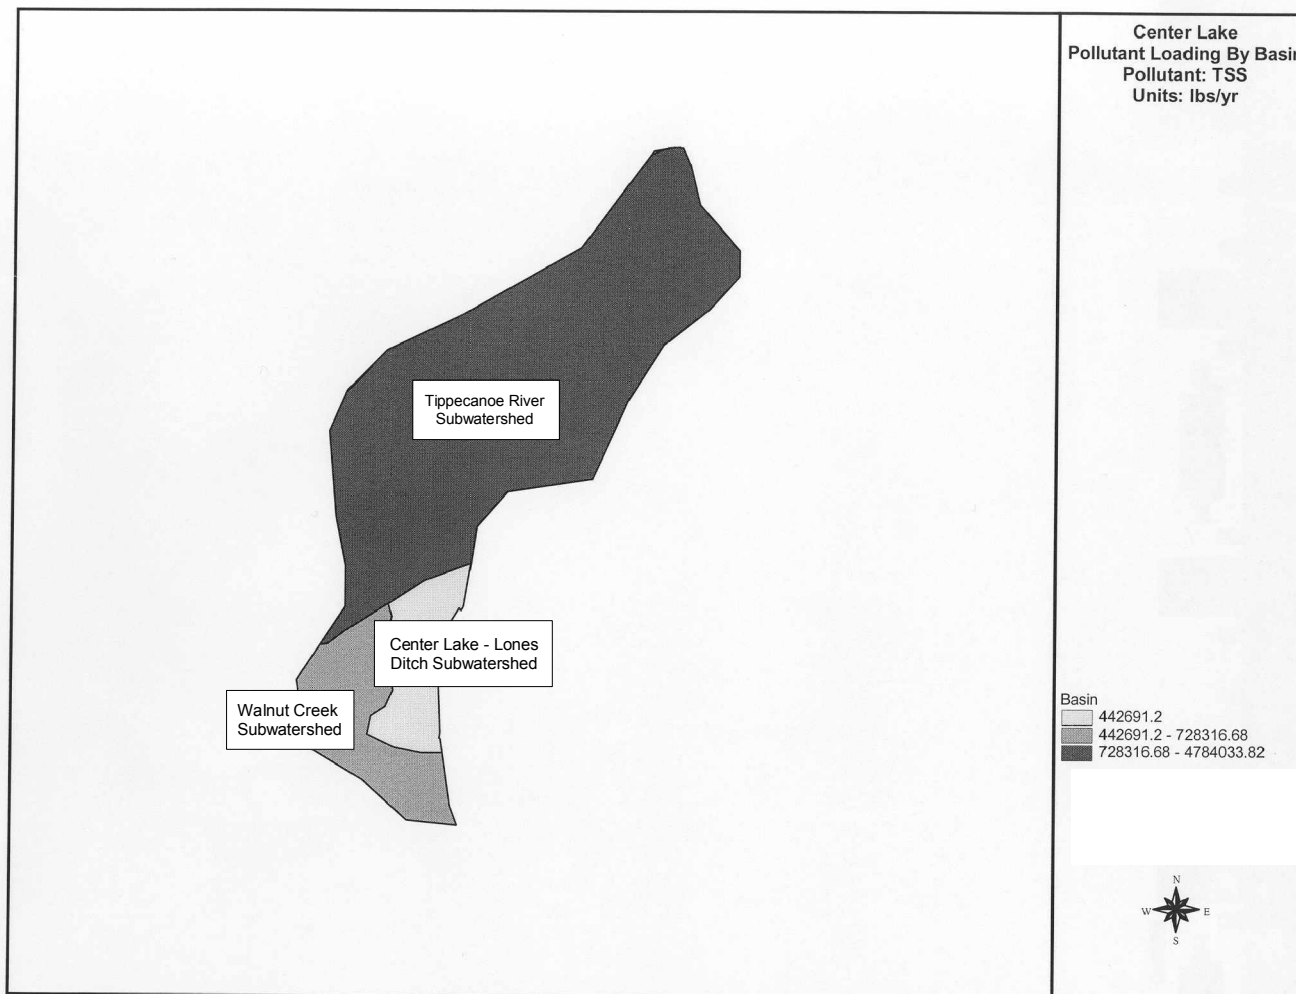 Center Lake
Pollutant Loading By Basin
Pollutant: TSS
Units: lbs/yr
Tippecanoe River
Subwatershed
Center Lake - Lones
Ditch Subwatershed
Walnut Creek
Subwatershed
Basin
442691.2
442691.2 - 728316.68
728316.68 - 4784033.82
N
W E
S